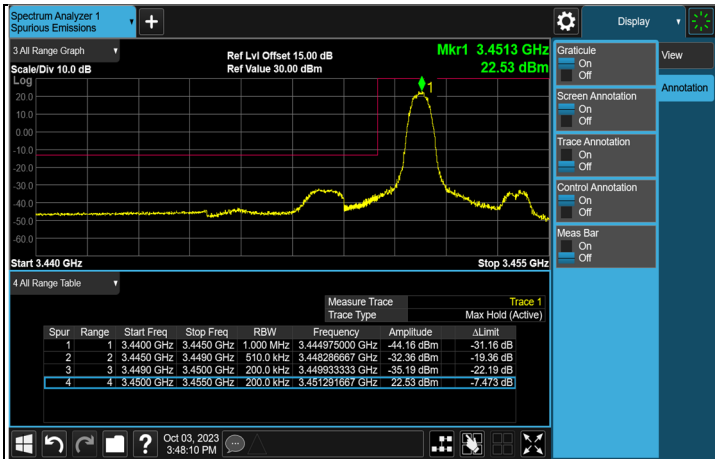 Spectrum Analyzer 1
Spurious Emissions
Display
3 All Range Graph
Scale/Div 10.0 dB
Ref Lvl Offset 15.00 dB
Ref Value 30.00 dBm
Mkr1 3.4513 GHz
22.53 dBm
Log
1
20.0
10.0
0.00
-10.0
-20.0
-30.0
-40.0
-50.0
-60.0
Start 3.440 GHz
Stop 3.455 GHz
Graticule
On
Off
Screen Annotation
On
Off
Trace Annotation
On
Off
Control Annotation
On
Off
Meas Bar
On
Off
View
Annotation
4 All Range Table
Measure Trace Trace 1
Trace Type Max Hold (Active)
Spur Range Start Freq Stop Freq RBW Frequency Amplitude ΔLimit
1 1 3.4400 GHz 3.4450 GHz 1.000 MHz 3.444975000 GHz -44.16 dBm -31.16 dB
2 2 3.4450 GHz 3.4490 GHz 510.0 kHz 3.448286667 GHz -32.36 dBm -19.36 dB
3 3 3.4490 GHz 3.4500 GHz 200.0 kHz 3.449933333 GHz -35.19 dBm -22.19 dB
4 4 3.4500 GHz 3.4550 GHz 200.0 kHz 3.451291667 GHz 22.53 dBm -7.473 dB
?
Oct 03, 2023
3:48:10 PM